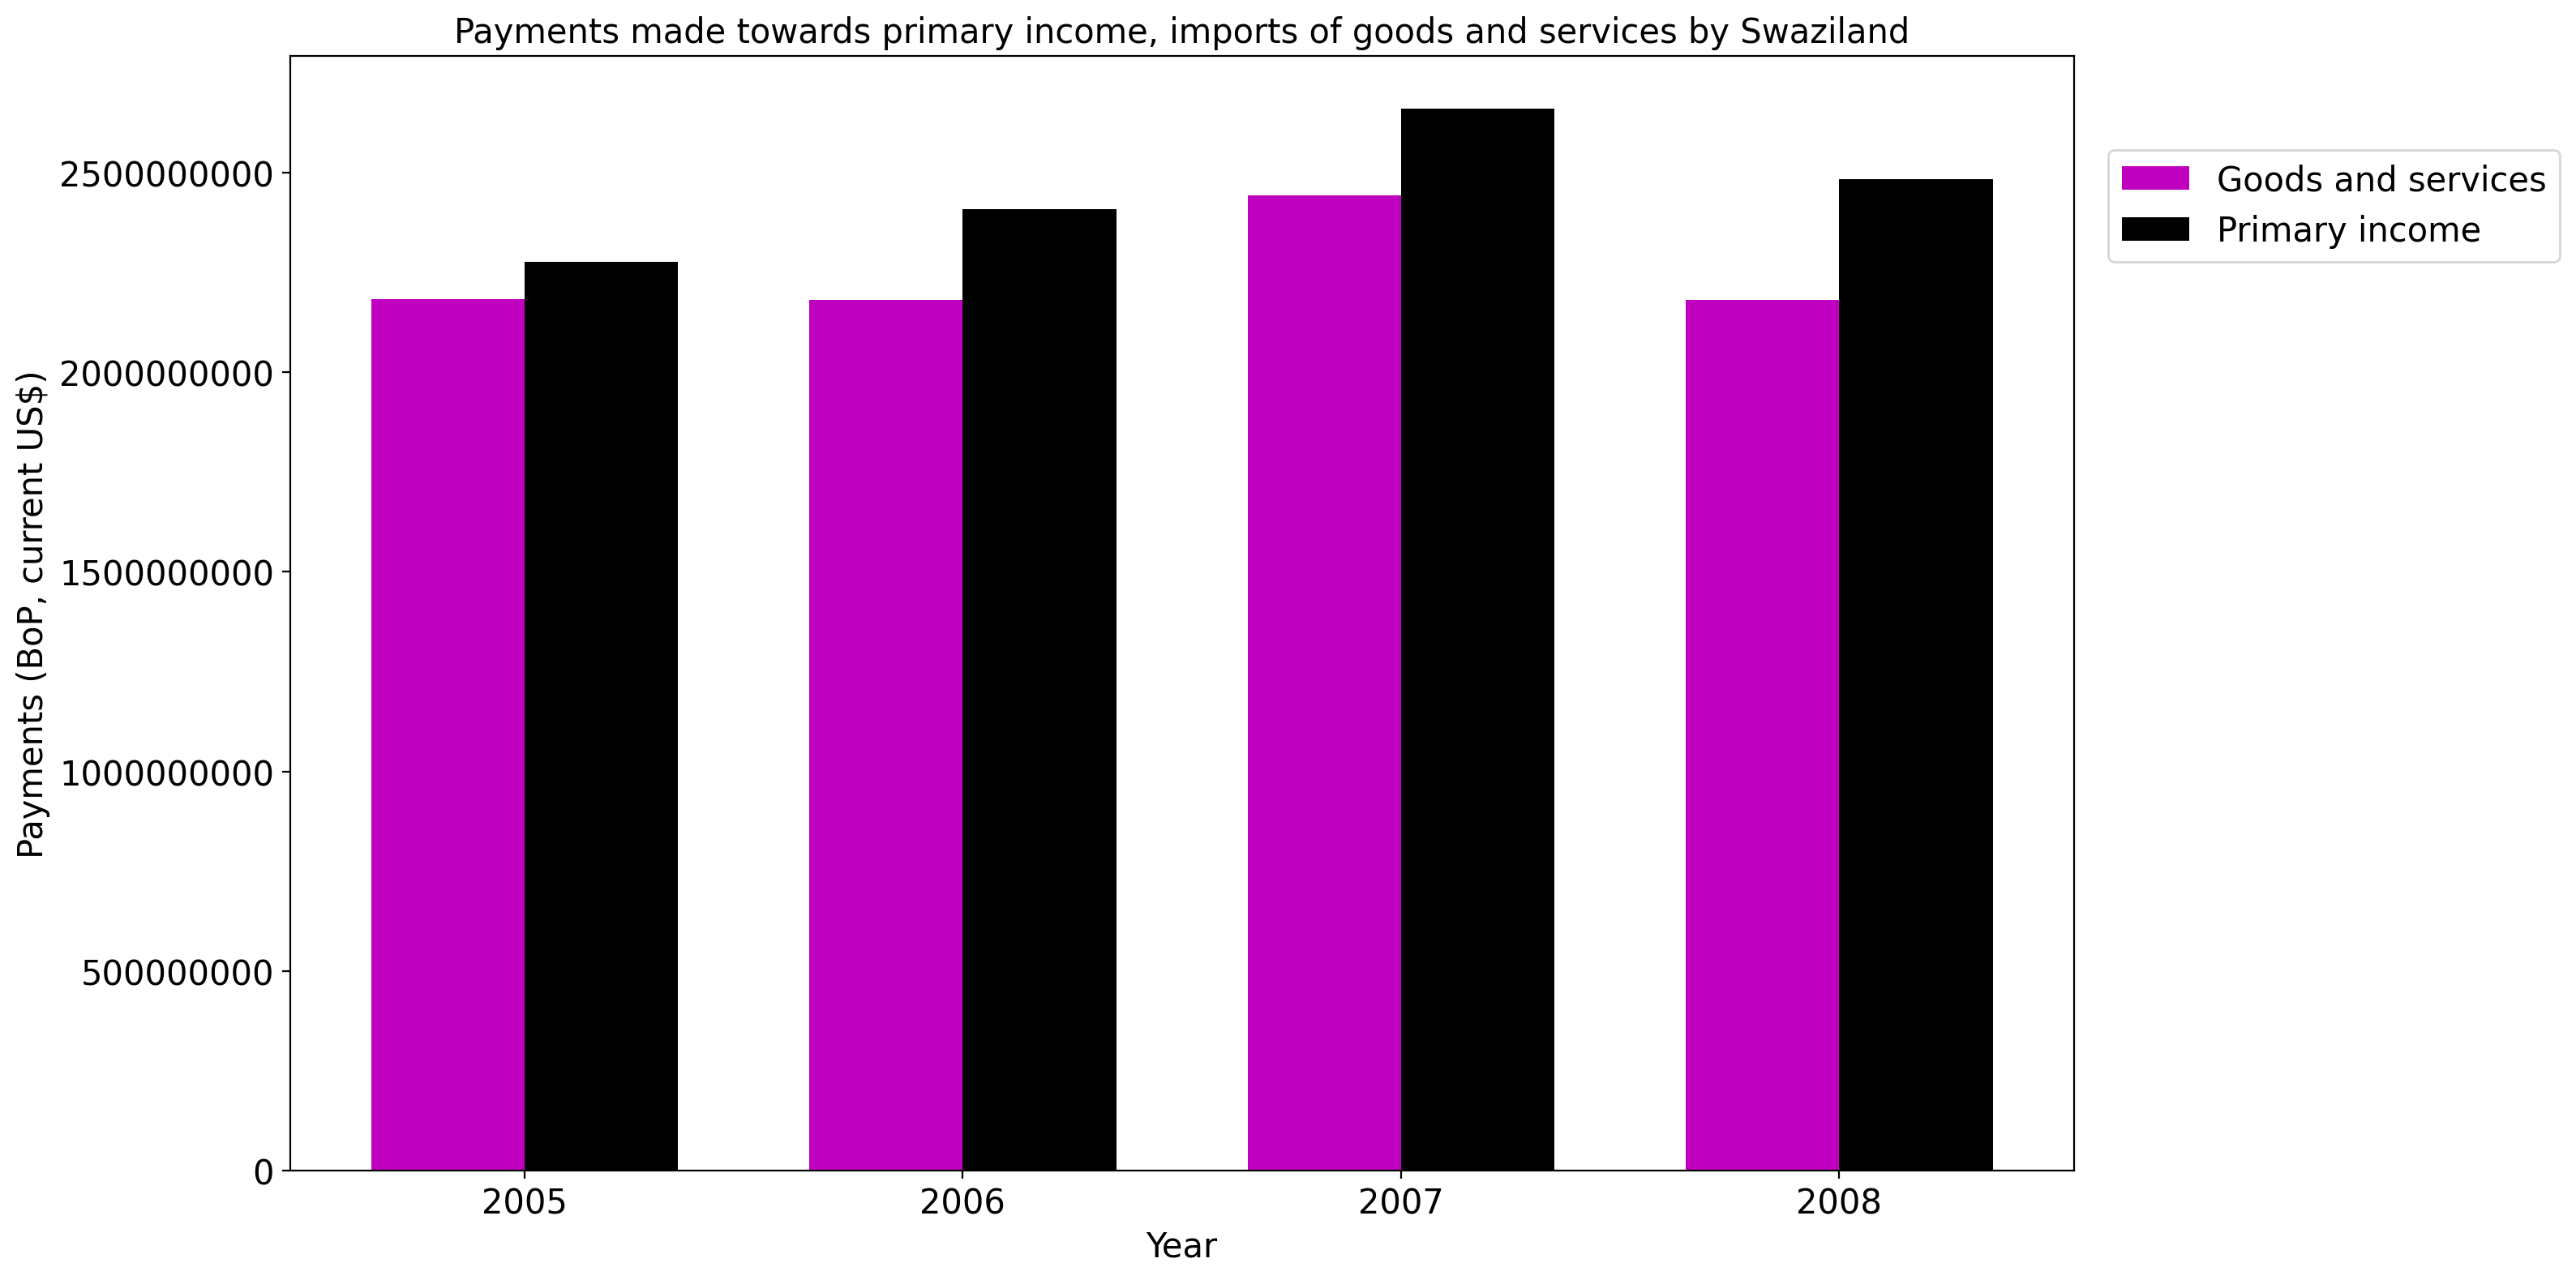 Payments made towards primary income, imports of goods and services by Swaziland
Payments (BoP, current US$)
2500000000
2000000000
1500000000
1000000000
500000000
0
2005
2006
2007
2008
Year
Goods and services
Primary income